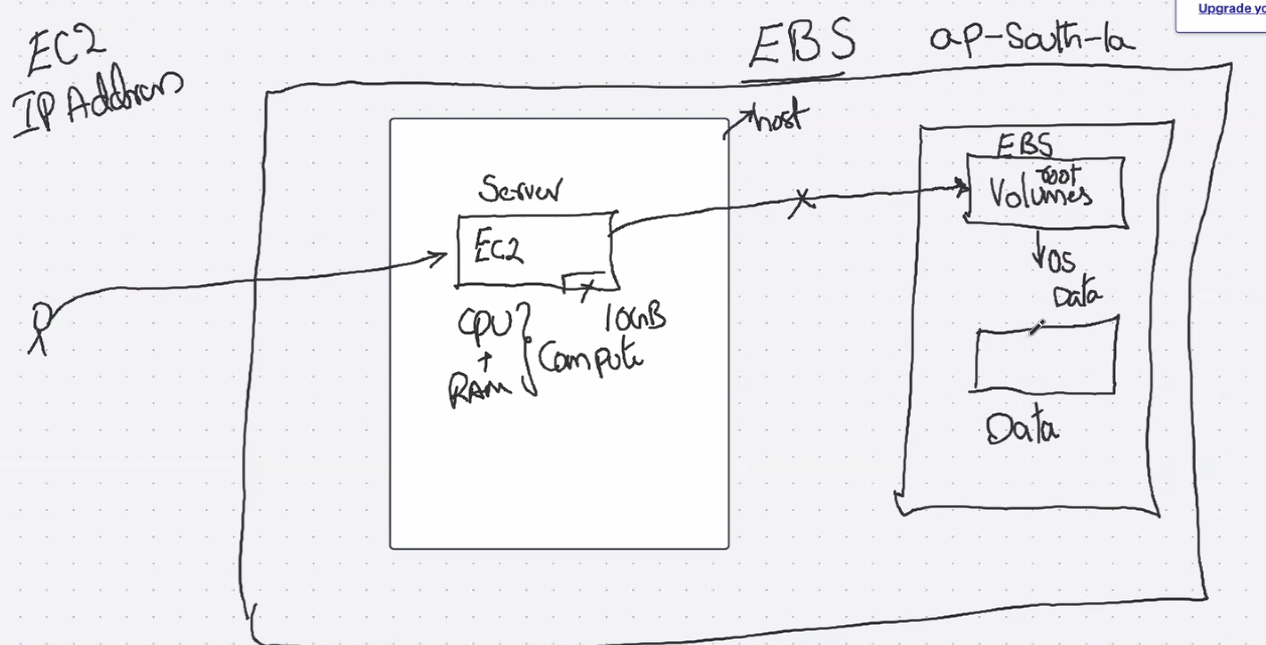 Upgrade yo
EC2
IP Address
EBS
ap-South-1a
host
EBS
root
Volumes
OS
Data
Data
Server
EC2
CPU
+
RAM
Compute
10GB